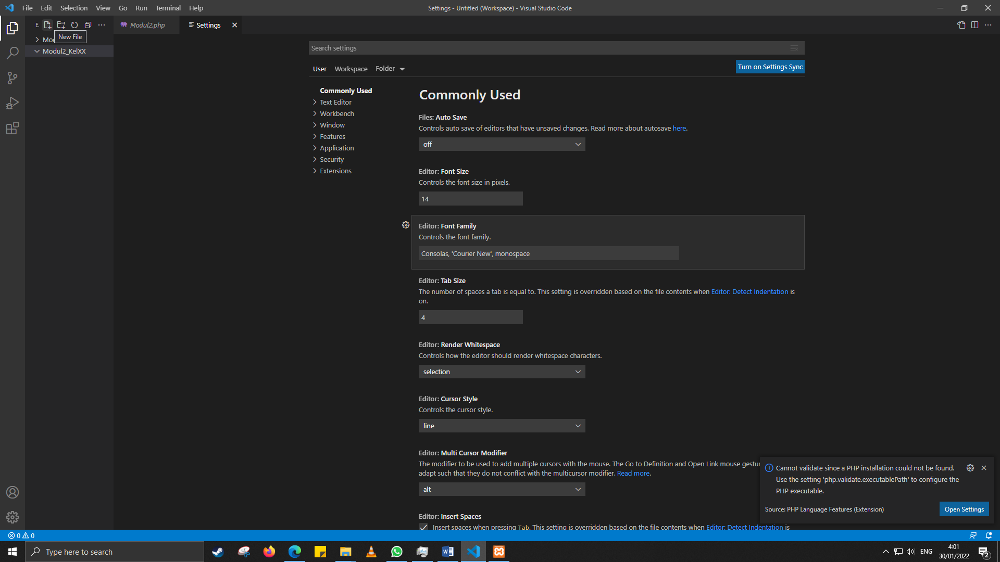 File Edit Selection View Go Run Terminal Help
Settings - Untitled (Workspace) - Visual Studio Code
E.
Modul2.php
Settings
New File
Modul2_KelXX
Search settings
User Workspace Folder
Turn on Settings Sync
Commonly Used
Text Editor
Workbench
Window
Features
Application
Security
Extensions
Commonly Used
Files: Auto Save
Controls auto save of editors that have unsaved changes. Read more about autosave here.
off
Editor: Font Size
Controls the font size in pixels.
14
Editor: Font Family
Controls the font family.
Consolas, 'Courier New', monospace
Editor: Tab Size
The number of spaces a tab is equal to. This setting is overridden based on the file contents when Editor: Detect Indentation is
on.
4
Editor: Render Whitespace
Controls how the editor should render whitespace characters.
selection
Editor: Cursor Style
Controls the cursor style.
line
Editor: Multi Cursor Modifier
The modifier to be used to add multiple cursors with the mouse. The Go to Definition and Open Link mouse gestur
adapt such that they do not conflict with the multicursor modifier. Read more.
alt
Editor: Insert Spaces
Insert spaces when pressing Tab. This setting is overridden based on the file contents when Editor: Detect Indentation is
Cannot validate since a PHP installation could not be found.
Use the setting 'php.validate.executablePath' to configure the
PHP executable.
Source: PHP Language Features (Extension)
Open Settings
0 0
Type here to search
ENG
4:01
30/01/2022
2